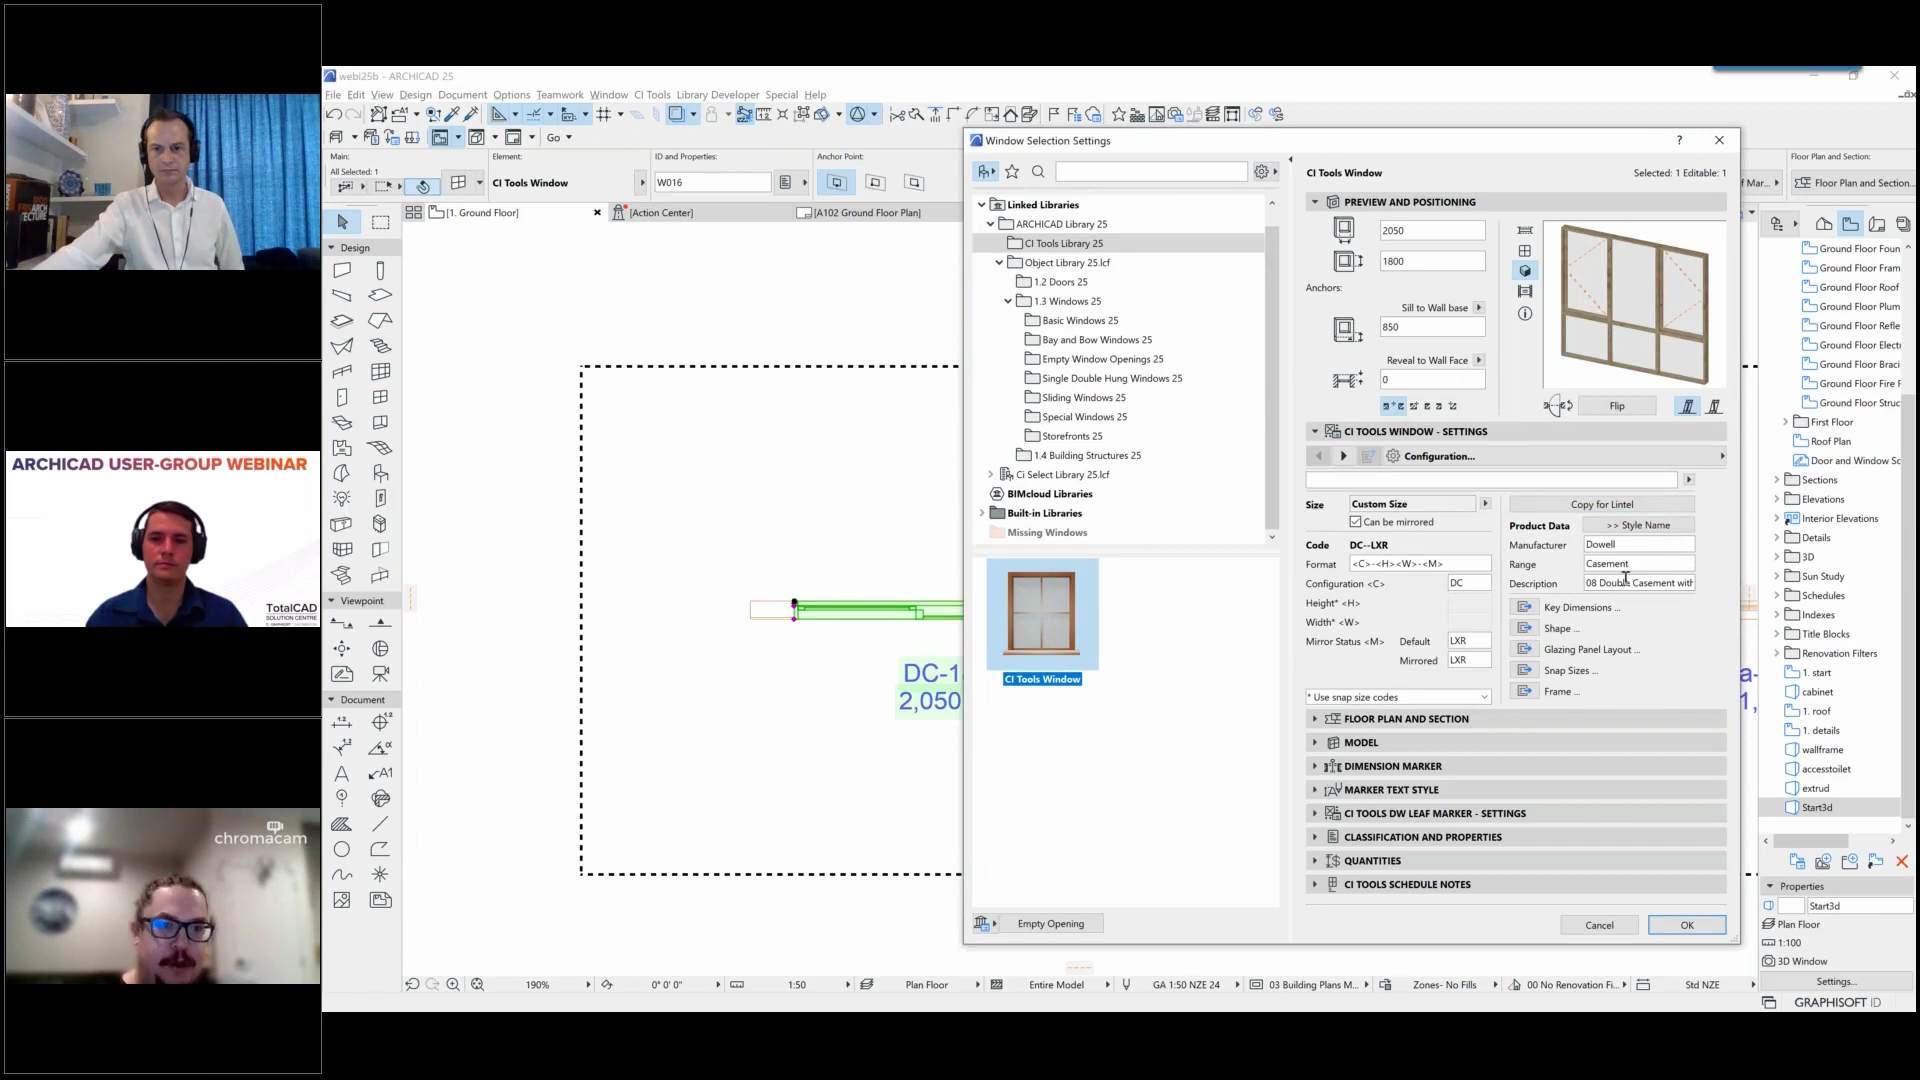 webi25b - ARCHICAD 25
File Edit View Design Document Options Teamwork Window CI Tools Library Developer Special Help
Go
Main:
All Selected: 1
Element:
CI Tools Window
ID and Properties:
W016
Anchor Point:
Floor Plan and Section:
Floor Plan and Section...
[1. Ground Floor]
[Action Center]
[A102 Ground Floor Plan]
Design
Viewpoint
Document
DC-1
2,050
Window Selection Settings
?
Linked Libraries
ARCHICAD Library 25
CI Tools Library 25
Object Library 25.lcf
1.2 Doors 25
1.3 Windows 25
Basic Windows 25
Bay and Bow Windows 25
Empty Window Openings 25
Single Double Hung Windows 25
Sliding Windows 25
Special Windows 25
Storefronts 25
1.4 Building Structures 25
Ci Select Library 25.lcf
BIMcloud Libraries
Built-in Libraries
Missing Windows
CI Tools Window
Empty Opening
CI Tools Window
Selected: 1 Editable: 1
PREVIEW AND POSITIONING
2050
1800
Anchors:
Sill to Wall base
850
Reveal to Wall Face
0
Flip
CI TOOLS WINDOW - SETTINGS
Configuration...
Size Custom Size
Can be mirrored
Copy for Lintel
Product Data >> Style Name
Code DC--LXR
Manufacturer Dowell
Format <C>-<H><W>-<M>
Range Casement
Configuration <C> DC
Description 08 Double Casement with
Height* <H>
Key Dimensions ...
Width* <W>
Shape ...
Mirror Status <M> Default LXR
Glazing Panel Layout ...
Mirrored LXR
Snap Sizes ...
Frame ...
* Use snap size codes
FLOOR PLAN AND SECTION
MODEL
DIMENSION MARKER
MARKER TEXT STYLE
CI TOOLS DW LEAF MARKER - SETTINGS
CLASSIFICATION AND PROPERTIES
QUANTITIES
CI TOOLS SCHEDULE NOTES
Cancel
OK
Ground Floor Foun
Ground Floor Fram
Ground Floor Roof
Ground Floor Plum
Ground Floor Refle
Ground Floor Electr
Ground Floor Braci
Ground Floor Fire F
Ground Floor Struc
First Floor
Roof Plan
Door and Window Sc
Sections
Elevations
Interior Elevations
Details
3D
Sun Study
Schedules
Indexes
Title Blocks
Renovation Filters
1. start
cabinet
1. roof
1. details
wallframe
accesstoilet
extrud
Start3d
Properties
Start3d
Plan Floor
1:100
3D Window
Settings...
GRAPHISOFT ID
190%
0° 0' 0"
1:50
Plan Floor
Entire Model
GA 1:50 NZE 24
03 Building Plans M...
Zones- No Fills
00 No Renovation Fi...
Std NZE
ARCHICAD USER-GROUP WEBINAR
TotalCAD
SOLUTION CENTRE
chromacam